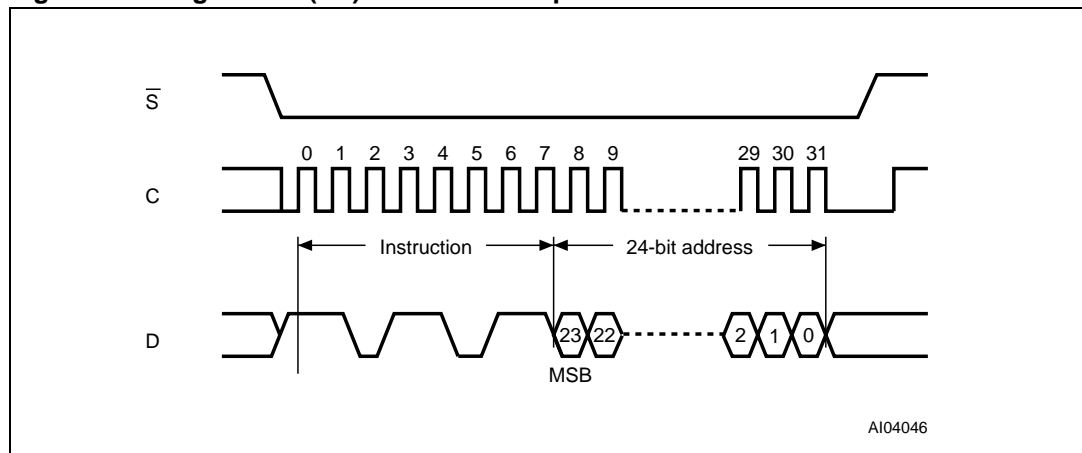 S
C
0 1 2 3 4 5 6 7 8 9 29 30 31
Instruction 24-bit address
D
23 22 2 1 0
MSB
AI04046